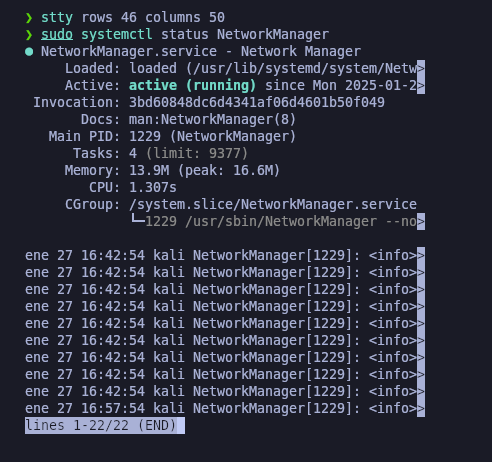 ❯ stty rows 46 columns 50
❯ sudo systemctl status NetworkManager
● NetworkManager.service - Network Manager
     Loaded: loaded (/usr/lib/systemd/system/Netw>
     Active: active (running) since Mon 2025-01-2>
 Invocation: 3bd60848dc6d4341af06d4601b50f049
       Docs: man:NetworkManager(8)
   Main PID: 1229 (NetworkManager)
      Tasks: 4 (limit: 9377)
     Memory: 13.9M (peak: 16.6M)
        CPU: 1.307s
     CGroup: /system.slice/NetworkManager.service
             └─1229 /usr/sbin/NetworkManager --no>

ene 27 16:42:54 kali NetworkManager[1229]: <info>>
ene 27 16:42:54 kali NetworkManager[1229]: <info>>
ene 27 16:42:54 kali NetworkManager[1229]: <info>>
ene 27 16:42:54 kali NetworkManager[1229]: <info>>
ene 27 16:42:54 kali NetworkManager[1229]: <info>>
ene 27 16:42:54 kali NetworkManager[1229]: <info>>
ene 27 16:42:54 kali NetworkManager[1229]: <info>>
ene 27 16:42:54 kali NetworkManager[1229]: <info>>
ene 27 16:42:54 kali NetworkManager[1229]: <info>>
ene 27 16:57:54 kali NetworkManager[1229]: <info>>
lines 1-22/22 (END)